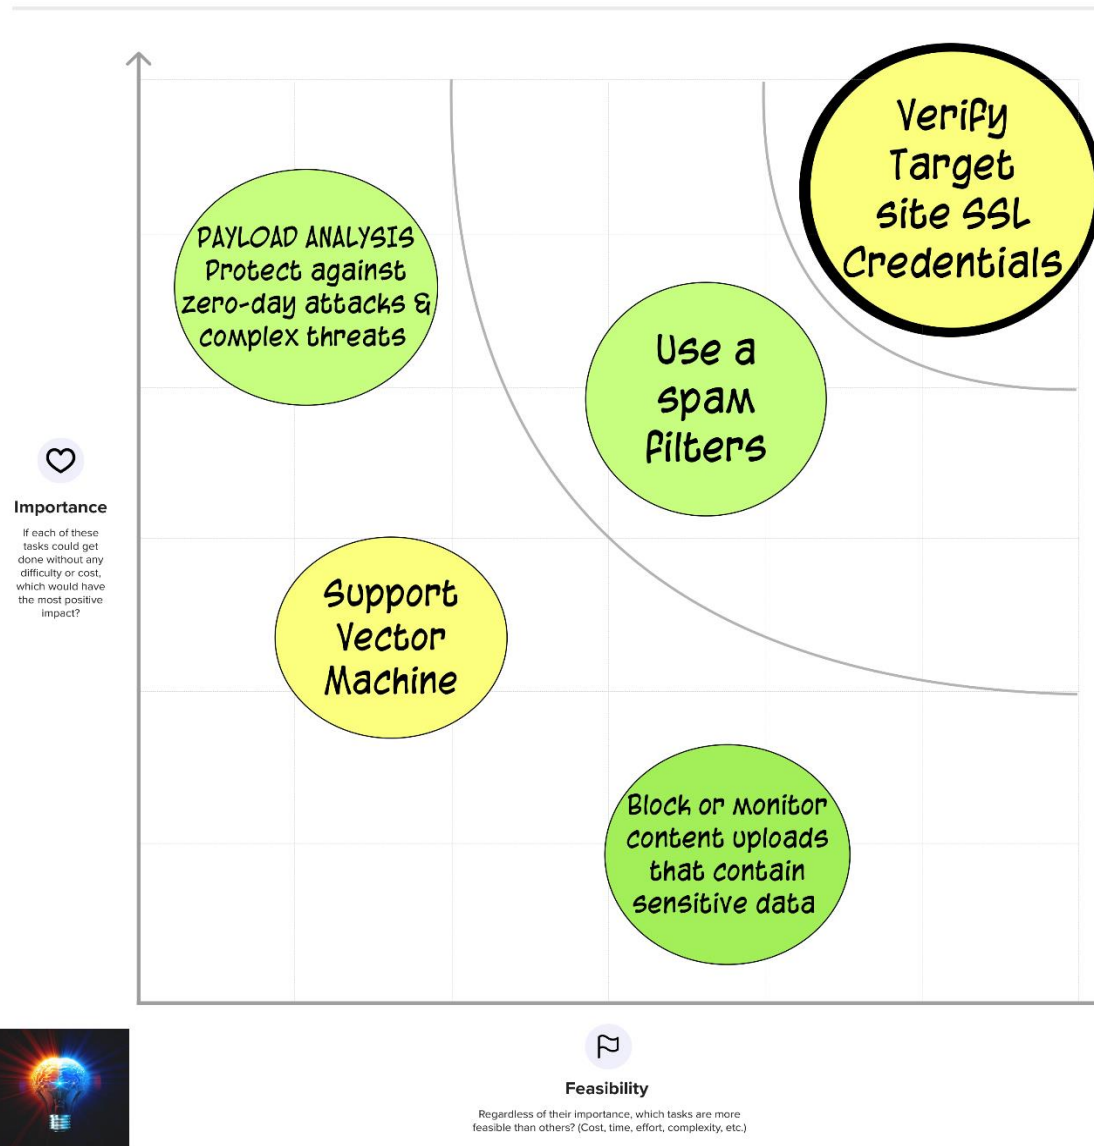 Verify
Target
site SSL
Credentials
PAYLOAD ANALYSIS
Protect against
zero-day attacks &
complex threats
Use a
spam
filters
Importance
If each of these
tasks could get
done without any
difficulty or cost,
which would have
the most positive
impact?
Support
Vector
Machine
Block or monitor
content uploads
that contain
sensitive data
Feasibility
Regardless of their importance, which tasks are more
feasible than others? (Cost, time, effort, complexity, etc.)